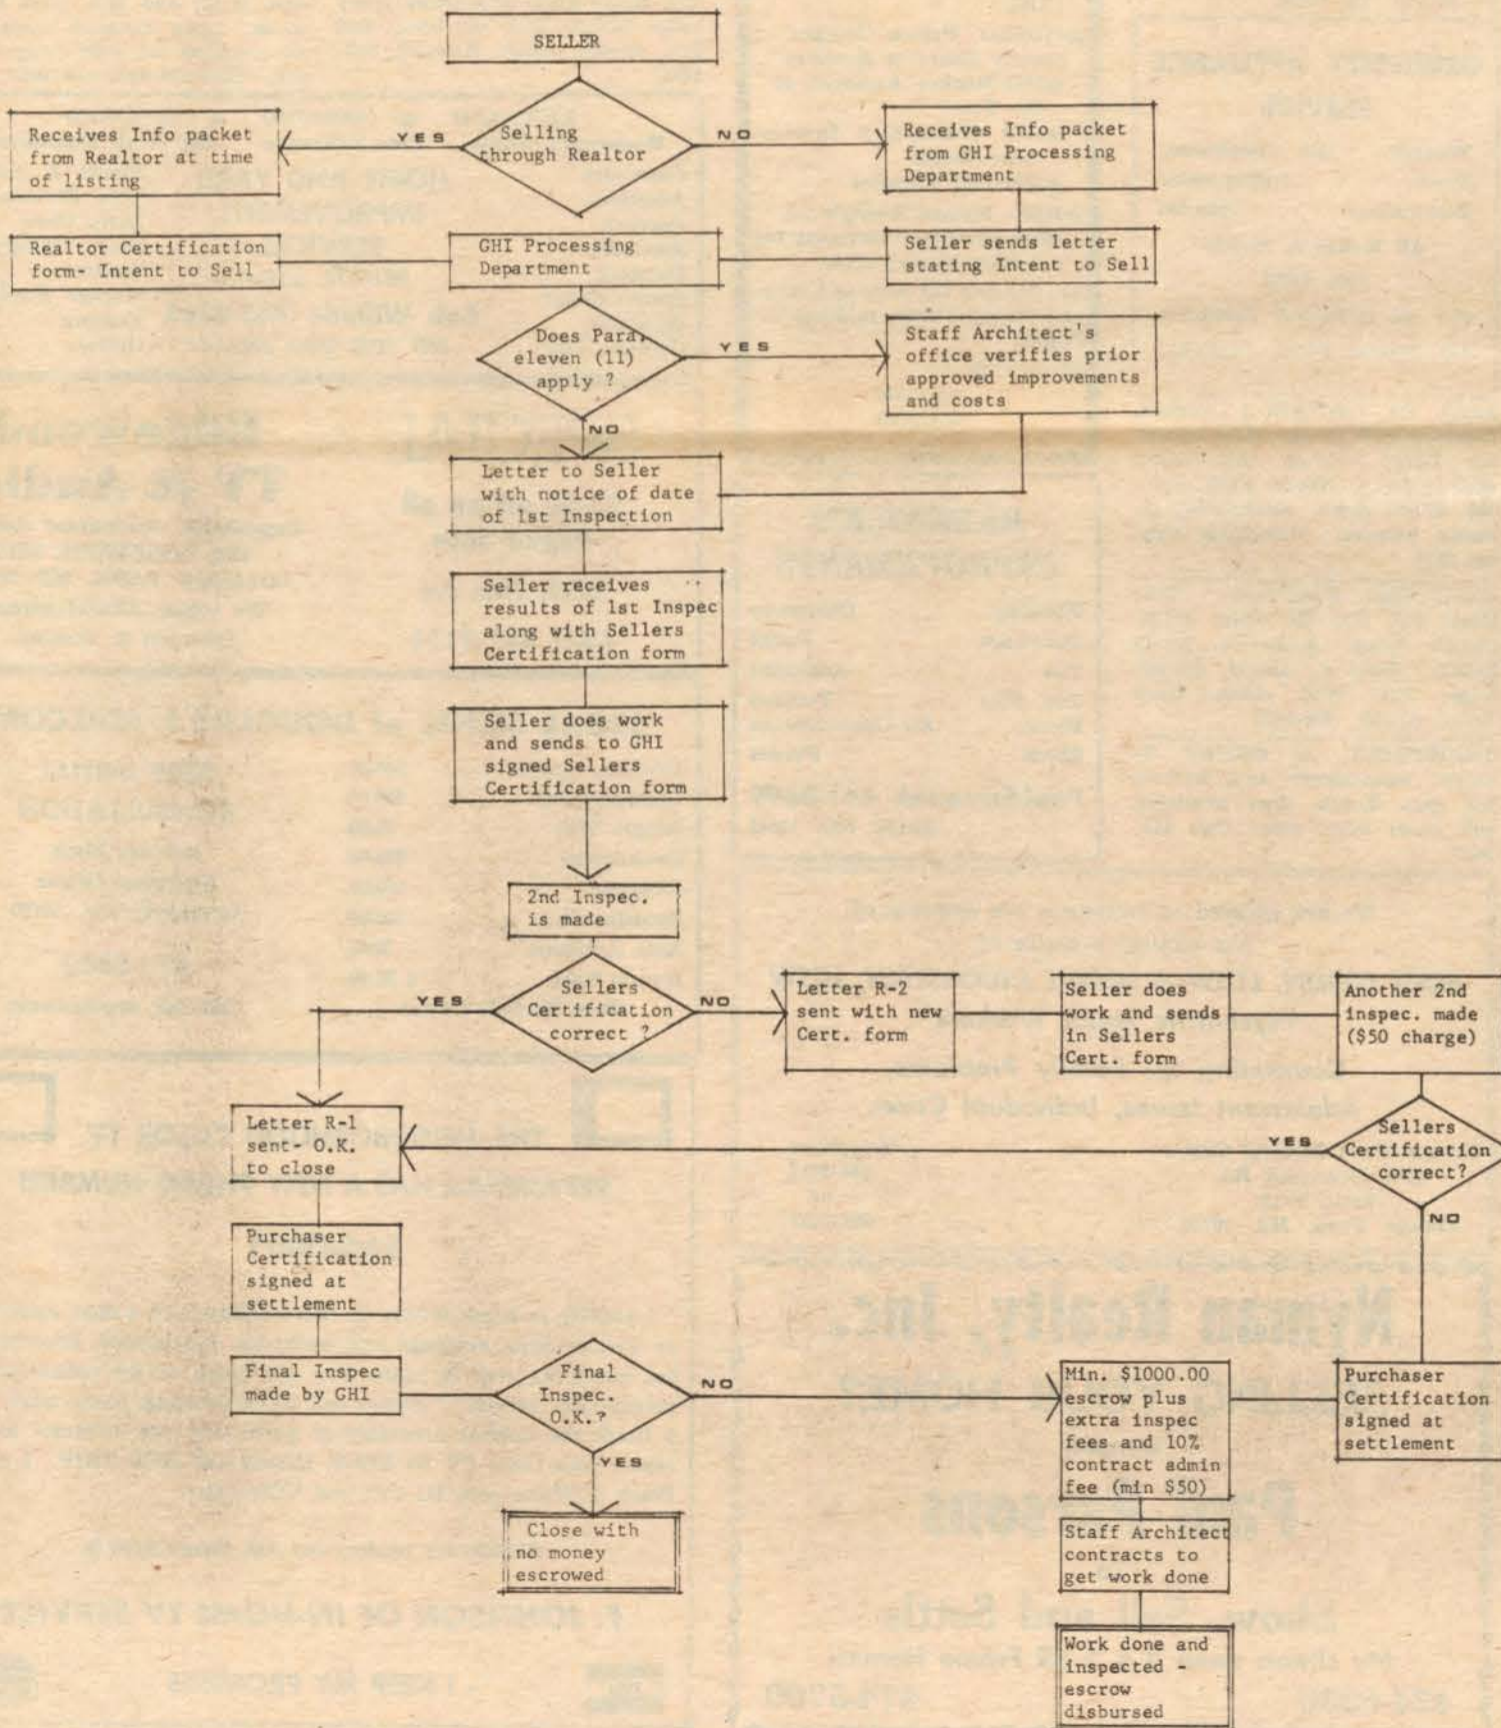 SELLER
Selling
through Realtor
YES
NO
Receives Info packet
from Realtor at time
of listing
Receives Info packet
from GHI Processing
Department
Realtor Certification
form- Intent to Sell
GHI Processing
Department
Seller sends letter
stating Intent to Sell
Does Para.
eleven (11)
apply ?
YES
Staff Architect's
office verifies prior
approved improvements
and costs
NO
Letter to Seller
with notice of date
of 1st Inspection
Seller receives
results of 1st Inspec
along with Sellers
Certification form
Seller does work
and sends to GHI
signed Sellers
Certification form
2nd Inspec.
is made
Sellers
Certification
correct ?
YES
NO
Letter R-2
sent with new
Cert. form
Seller does
work and sends
in Sellers
Cert. form
Another 2nd
inspec. made
($50 charge)
Letter R-1
sent- O.K.
to close
YES
Sellers
Certification
correct?
NO
Purchaser
Certification
signed at
settlement
Final Inspec
made by GHI
Final
Inspec.
O.K.?
NO
Min. $1000.00
escrow plus
extra inspec
fees and 10%
contract admin
fee (min $50)
Purchaser
Certification
signed at
settlement
YES
Close with
no money
escrowed
Staff Architect
contracts to
get work done
Work done and
inspected -
escrow
disbursed